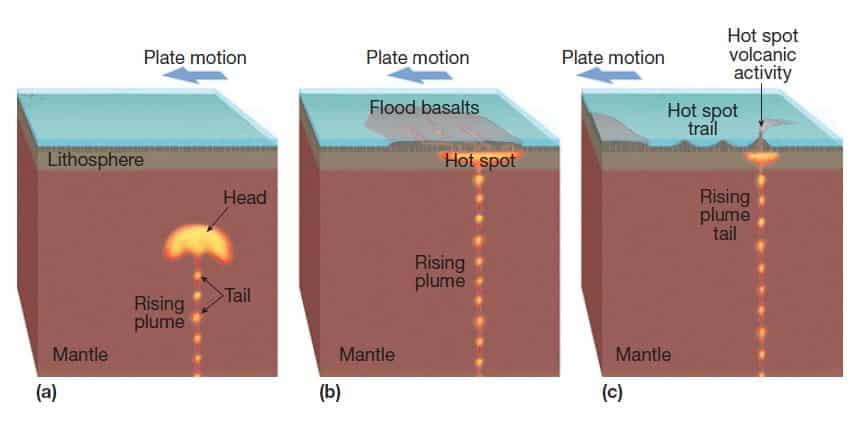 Plate motion
Lithosphere
Head
Tail
Rising
plume
Mantle
(a)
Plate motion
Flood basalts
Hot spot
Rising
plume
Mantle
(b)
Hot spot
volcanic
activity
Plate motion
Hot spot
trail
Rising
plume
tail
Mantle
(c)